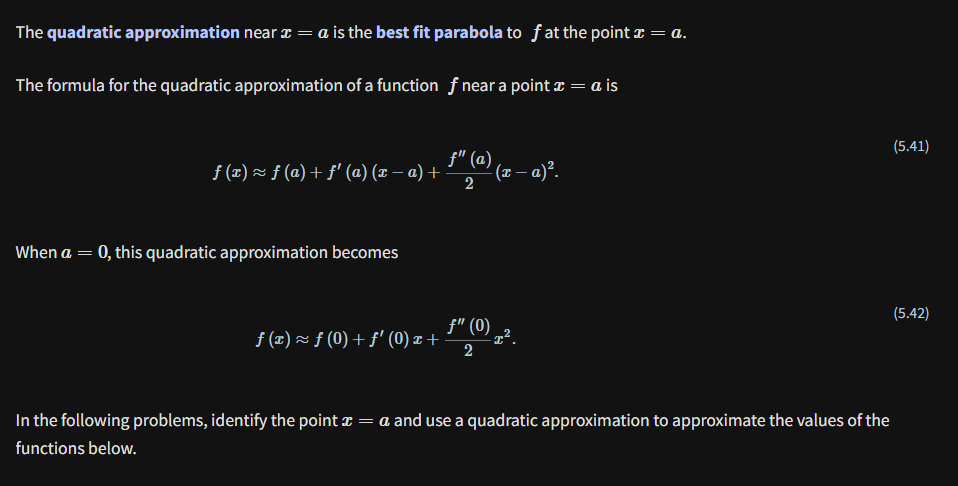 The quadratic approximation near x = a is the best fit parabola to f at the point x = a.
The formula for the quadratic approximation of a function f near a point x = a is
f (x) ≈ f (a) + f′ (a) (x − a) + f″ (a)/2 (x − a)². (5.41)
When a = 0, this quadratic approximation becomes
f (x) ≈ f (0) + f′ (0) x + f″ (0)/2 x². (5.42)
In the following problems, identify the point x = a and use a quadratic approximation to approximate the values of the
functions below.